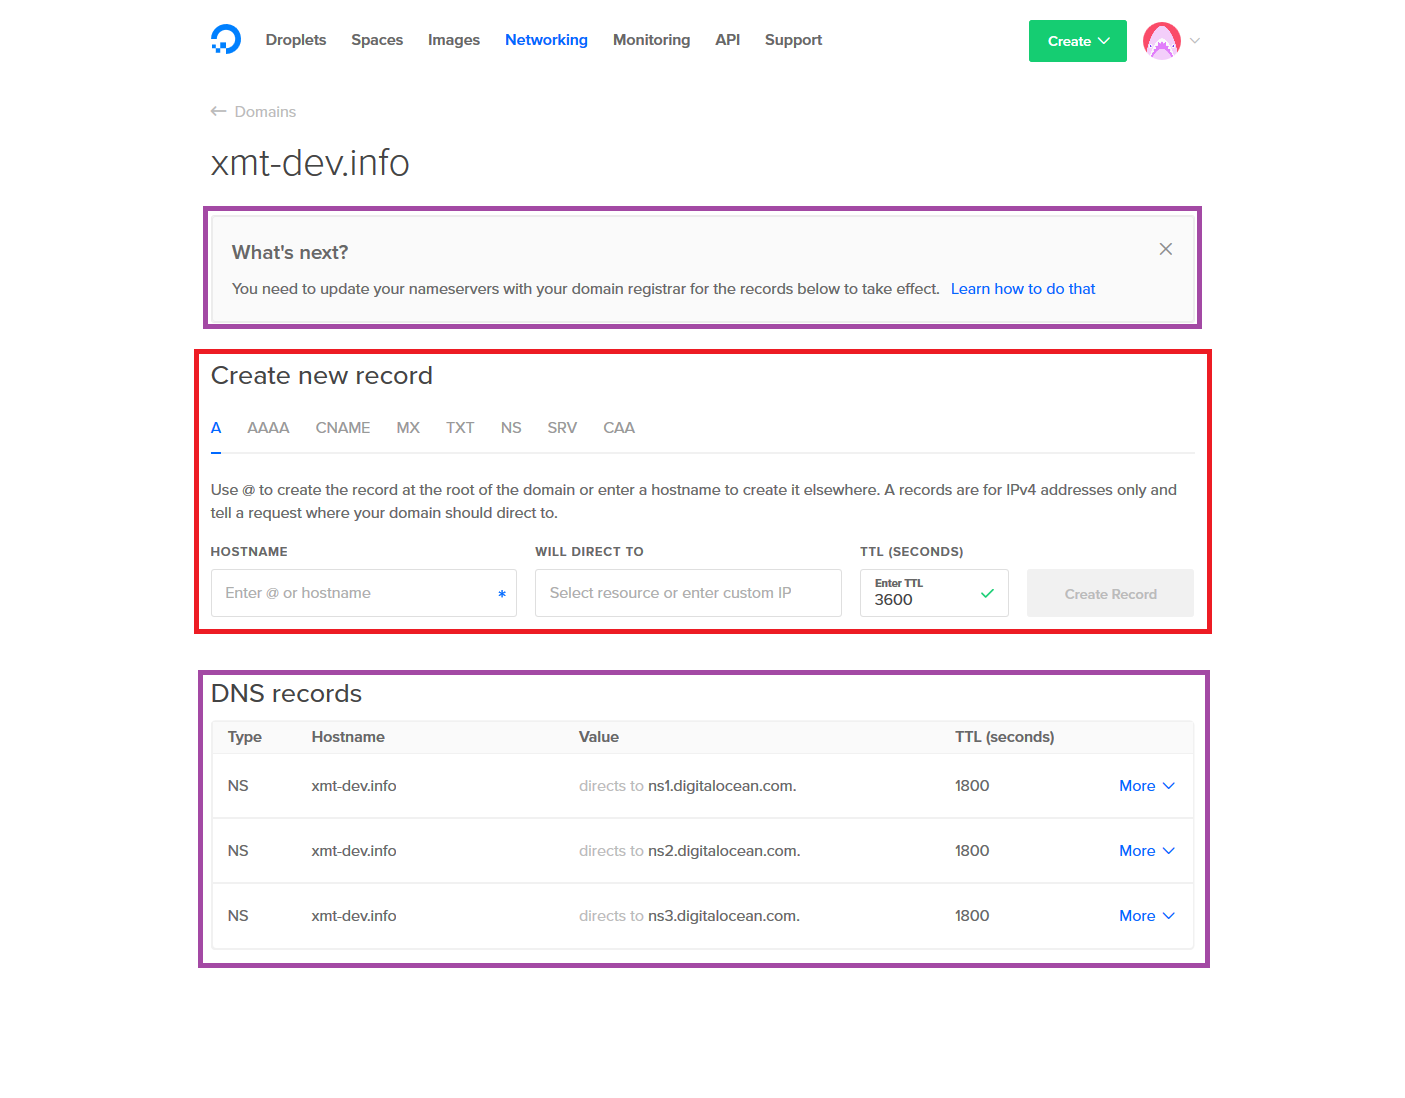 Droplets Spaces Images Networking Monitoring API Support Create
Domains
xmt-dev.info
What's next?
You need to update your nameservers with your domain registrar for the records below to take effect. Learn how to do that
Create new record
A AAAA CNAME MX TXT NS SRV CAA
Use @ to create the record at the root of the domain or enter a hostname to create it elsewhere. A records are for IPv4 addresses only and
tell a request where your domain should direct to.
HOSTNAME WILL DIRECT TO TTL (SECONDS)
Enter @ or hostname * Select resource or enter custom IP Enter TTL 3600 Create Record
DNS records
Type Hostname Value TTL (seconds)
NS xmt-dev.info directs to ns1.digitalocean.com. 1800 More
NS xmt-dev.info directs to ns2.digitalocean.com. 1800 More
NS xmt-dev.info directs to ns3.digitalocean.com. 1800 More